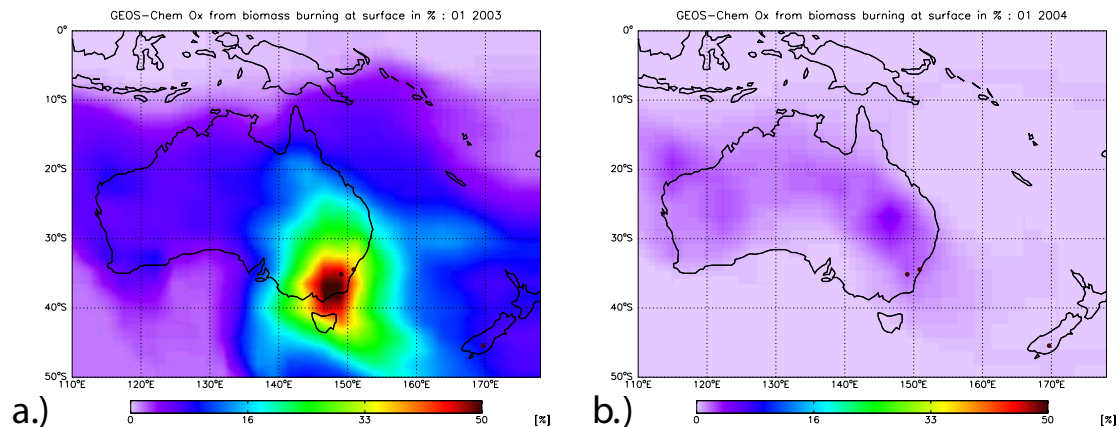 GEOS-Chem Ox from biomass burning at surface in % : 01 2003
0°
10°S
20°S
30°S
40°S
50°S
110°E 120°E 130°E 140°E 150°E 160°E 170°E
a.)
0 16 33 50 [%]
GEOS-Chem Ox from biomass burning at surface in % : 01 2004
0°
10°S
20°S
30°S
40°S
50°S
110°E 120°E 130°E 140°E 150°E 160°E 170°E
b.)
0 16 33 50 [%]